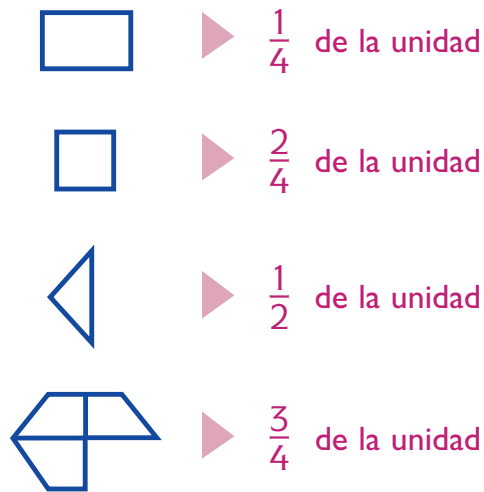 1/4 de la unidad
2/4 de la unidad
1/2 de la unidad
3/4 de la unidad